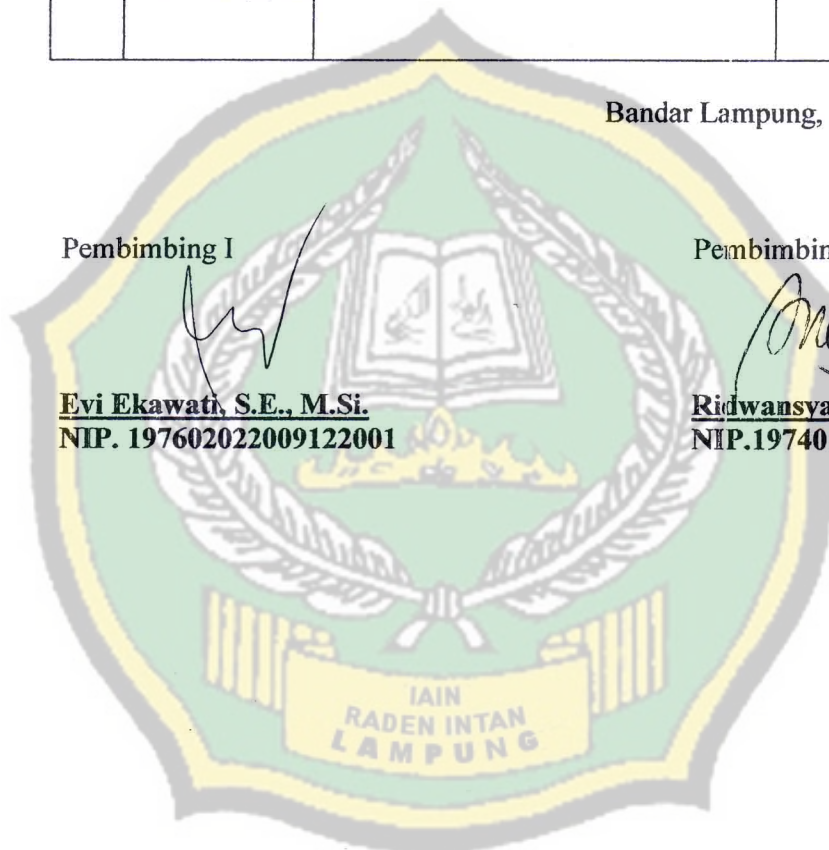 Bandar Lampung,
Pembimbing I
Pembimbin
Evi Ekawati, S.E., M.Si.
NIP. 197602022009122001
Ridwansya
NIP.19740
IAIN
RADEN INTAN
LAMPUNG